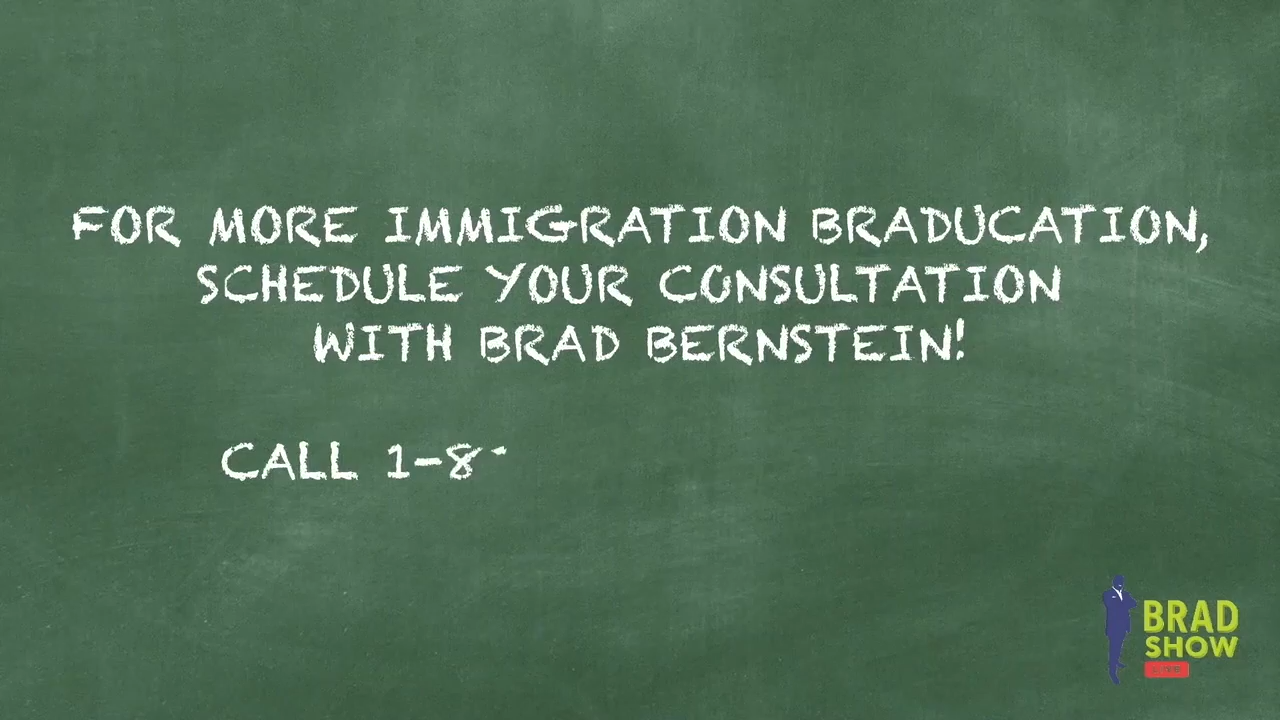 FOR MORE IMMIGRATION BRADUCATION,
SCHEDULE YOUR CONSULTATION
WITH BRAD BERNSTEIN!
CALL 1-8
BRAD
SHOW